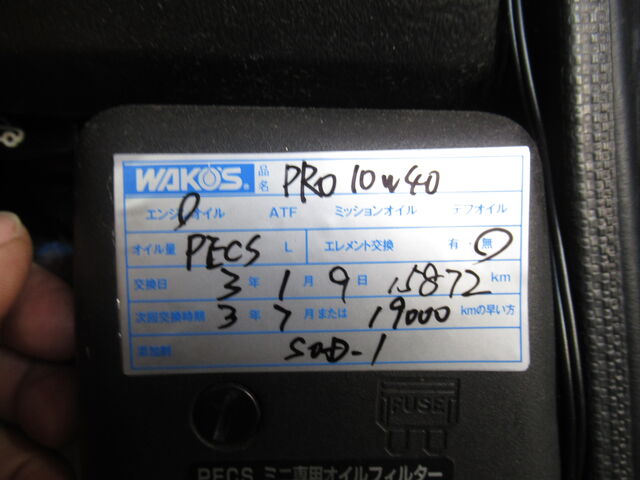 WAKO'S® 品名 PRO 10w40
エンジンオイル ATF ミッションオイル デフオイル
オイル量 PECS L エレメント交換 有・無
交換日 3年 1月 9日 15872 km
次回交換時期 3年 7月または 19000 kmの早い方
添加剤 SOD-1
FUSE
PECS ミニ専用オイルフィルター